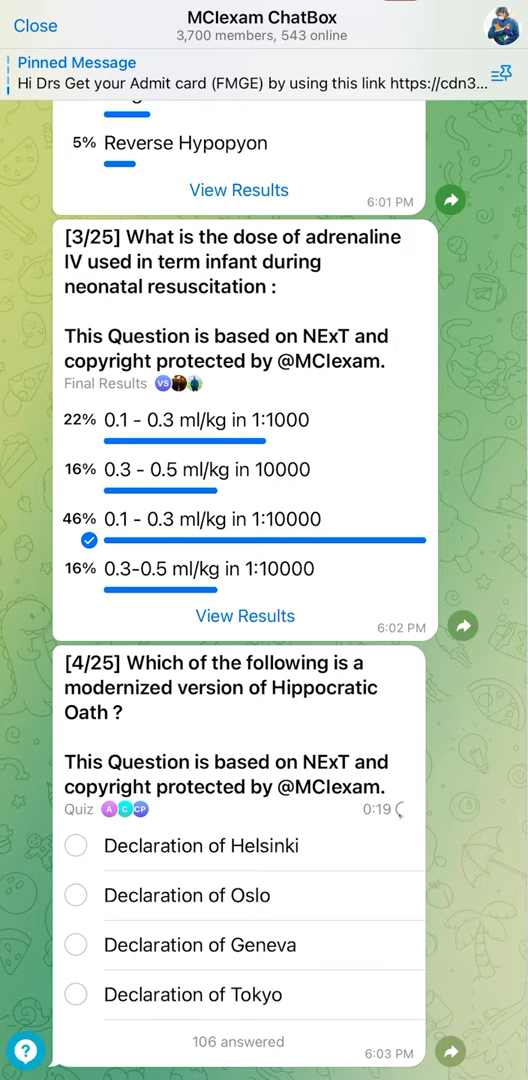 Close
MCIexam ChatBox
3,700 members, 543 online
Pinned Message
Hi Drs Get your Admit card (FMGE) by using this link https://cdn3...
5% Reverse Hypopyon
View Results
6:01 PM
[3/25] What is the dose of adrenaline
IV used in term infant during
neonatal resuscitation :
This Question is based on NExT and
copyright protected by @MCIexam.
Final Results VS
22% 0.1 - 0.3 ml/kg in 1:1000
16% 0.3 - 0.5 ml/kg in 10000
46% 0.1 - 0.3 ml/kg in 1:10000
16% 0.3-0.5 ml/kg in 1:10000
View Results
6:02 PM
[4/25] Which of the following is a
modernized version of Hippocratic
Oath ?
This Question is based on NExT and
copyright protected by @MCIexam.
Quiz A C CP 0:19
Declaration of Helsinki
Declaration of Oslo
Declaration of Geneva
Declaration of Tokyo
106 answered
6:03 PM
?